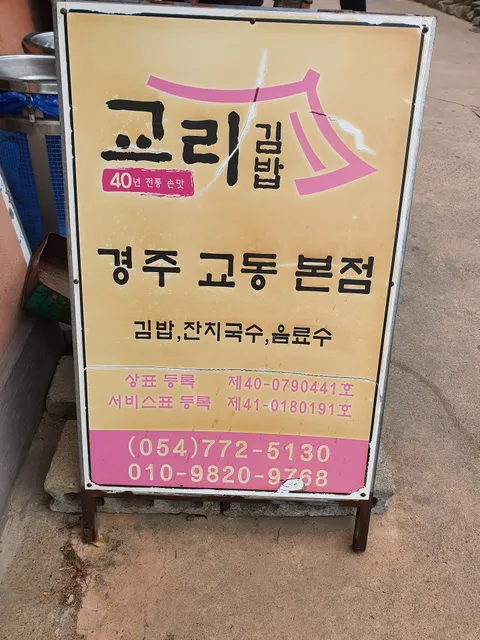 교리 김밥
40년 전통 손맛
경주 교동 본점
김밥,잔치국수,음료수
상표 등록 제40-0790441호
서비스표 등록 제41-0180191호
(054)772-5130
010-9820-9768